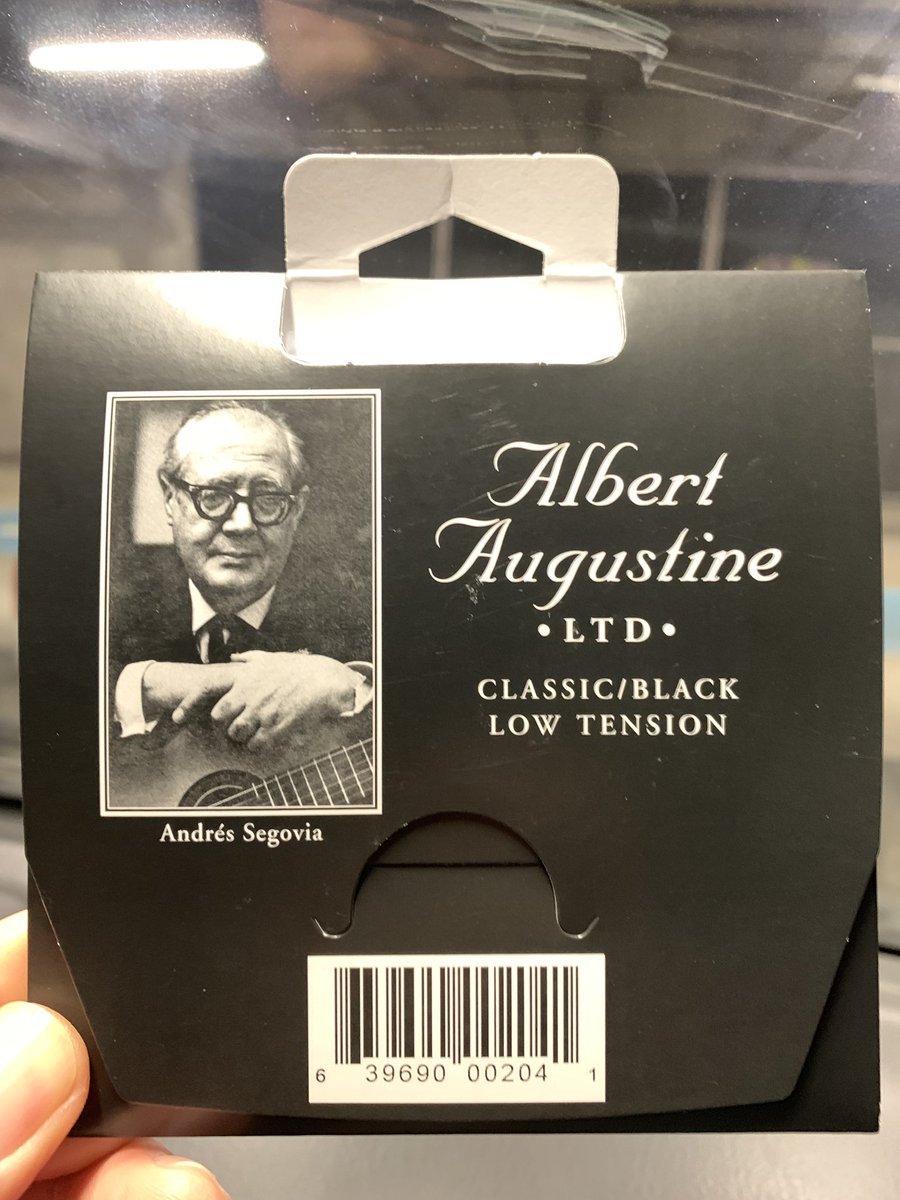 Albert
Augustine
• LTD •
CLASSIC/BLACK
LOW TENSION
Andrés Segovia
6 39690 00204 1